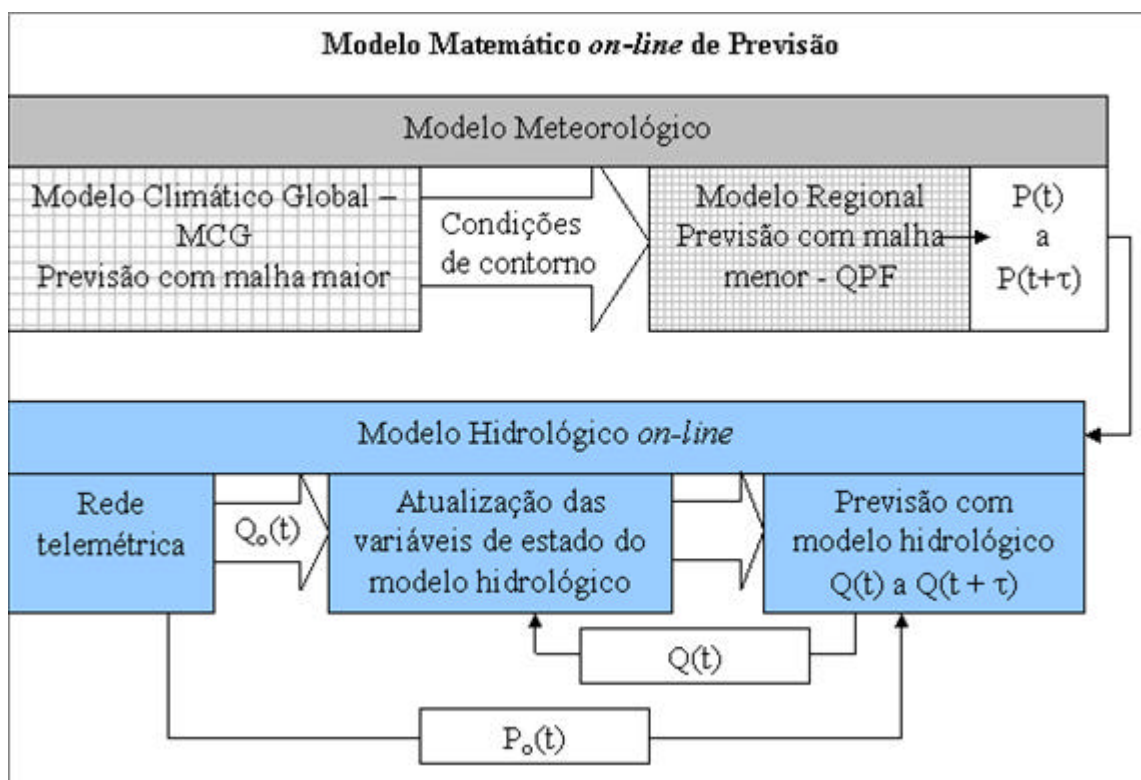 Modelo Matemático on-line de Previsão
Modelo Meteorológico
Modelo Climático Global –
MCG
Previsão com malha maior
Condições
de contorno
Modelo Regional
Previsão com malha
menor - QPF
P(t)
a
P(t+τ)
Modelo Hidrológico on-line
Rede
telemétrica
Qₒ(t)
Atualização das
variáveis de estado do
modelo hidrológico
Previsão com
modelo hidrológico
Q(t) a Q(t + τ)
Q(t)
Pₒ(t)